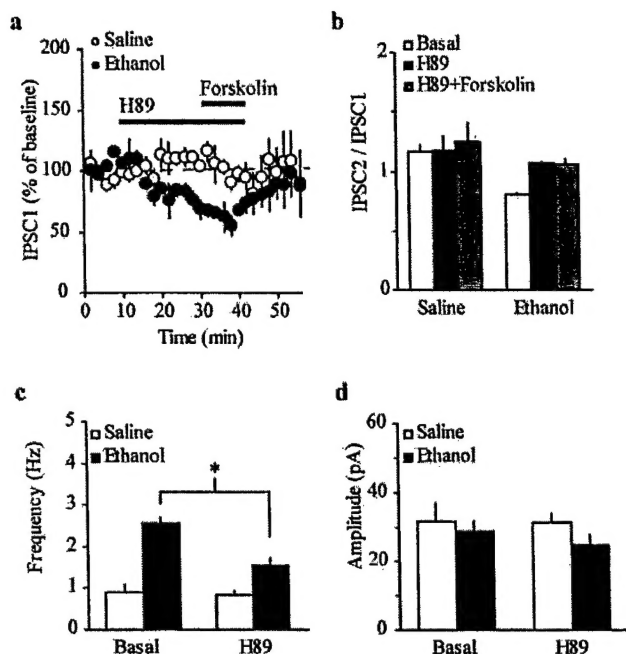 a
Saline
Ethanol
Forskolin
H89
IPSC1 (% of baseline)
200
150
100
50
0
0 10 20 30 40 50
Time (min)
b
Basal
H89
H89+Forskolin
IPSC2 / IPSC1
2
1
0
Saline Ethanol
c
Saline
Ethanol
*
Frequency (Hz)
5
4
3
2
1
0
Basal H89
d
Saline
Ethanol
Amplitude (pA)
60
30
0
Basal H89